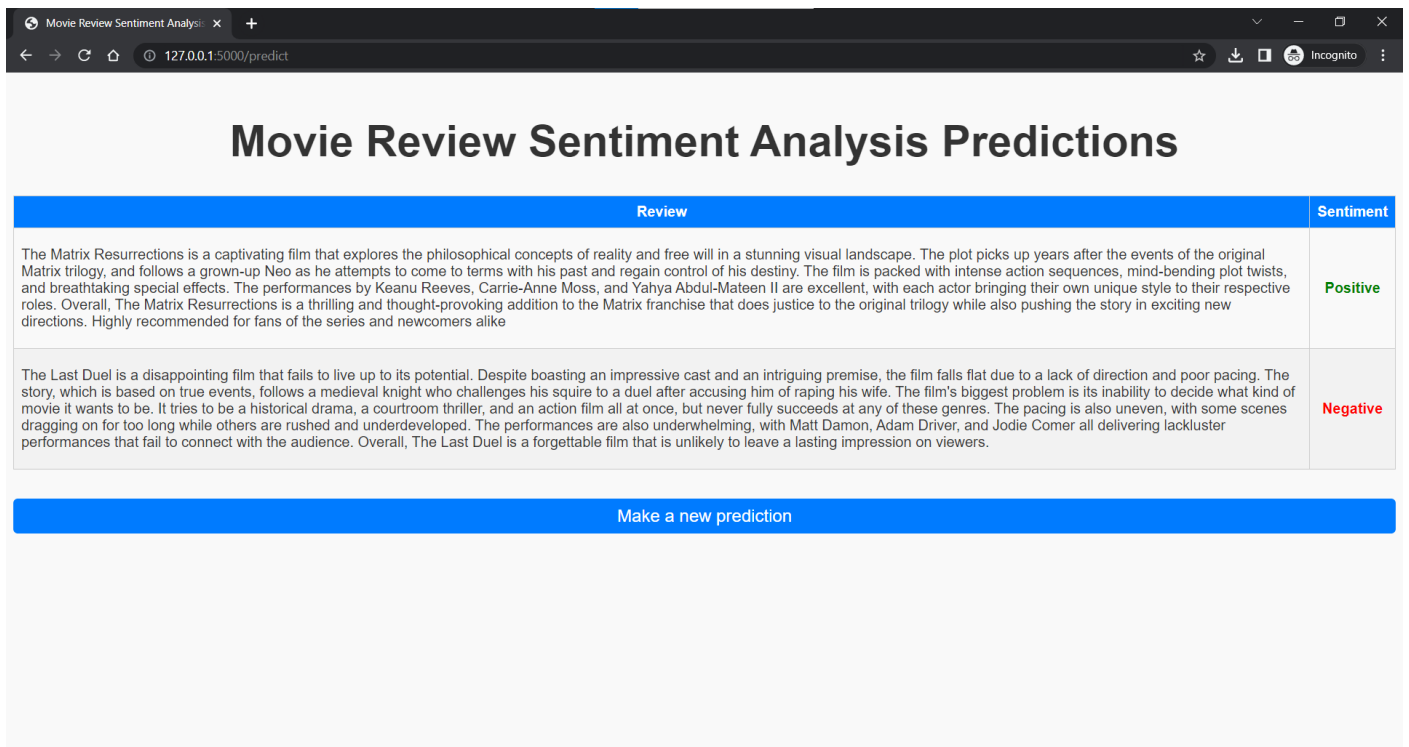 Movie Review Sentiment Analysis
127.0.0.1:5000/predict
Incognito
Movie Review Sentiment Analysis Predictions
Review
Sentiment
The Matrix Resurrections is a captivating film that explores the philosophical concepts of reality and free will in a stunning visual landscape. The plot picks up years after the events of the original
Matrix trilogy, and follows a grown-up Neo as he attempts to come to terms with his past and regain control of his destiny. The film is packed with intense action sequences, mind-bending plot twists,
and breathtaking special effects. The performances by Keanu Reeves, Carrie-Anne Moss, and Yahya Abdul-Mateen II are excellent, with each actor bringing their own unique style to their respective
roles. Overall, The Matrix Resurrections is a thrilling and thought-provoking addition to the Matrix franchise that does justice to the original trilogy while also pushing the story in exciting new
directions. Highly recommended for fans of the series and newcomers alike
Positive
The Last Duel is a disappointing film that fails to live up to its potential. Despite boasting an impressive cast and an intriguing premise, the film falls flat due to a lack of direction and poor pacing. The
story, which is based on true events, follows a medieval knight who challenges his squire to a duel after accusing him of raping his wife. The film's biggest problem is its inability to decide what kind of
movie it wants to be. It tries to be a historical drama, a courtroom thriller, and an action film all at once, but never fully succeeds at any of these genres. The pacing is also uneven, with some scenes
dragging on for too long while others are rushed and underdeveloped. The performances are also underwhelming, with Matt Damon, Adam Driver, and Jodie Comer all delivering lackluster
performances that fail to connect with the audience. Overall, The Last Duel is a forgettable film that is unlikely to leave a lasting impression on viewers.
Negative
Make a new prediction